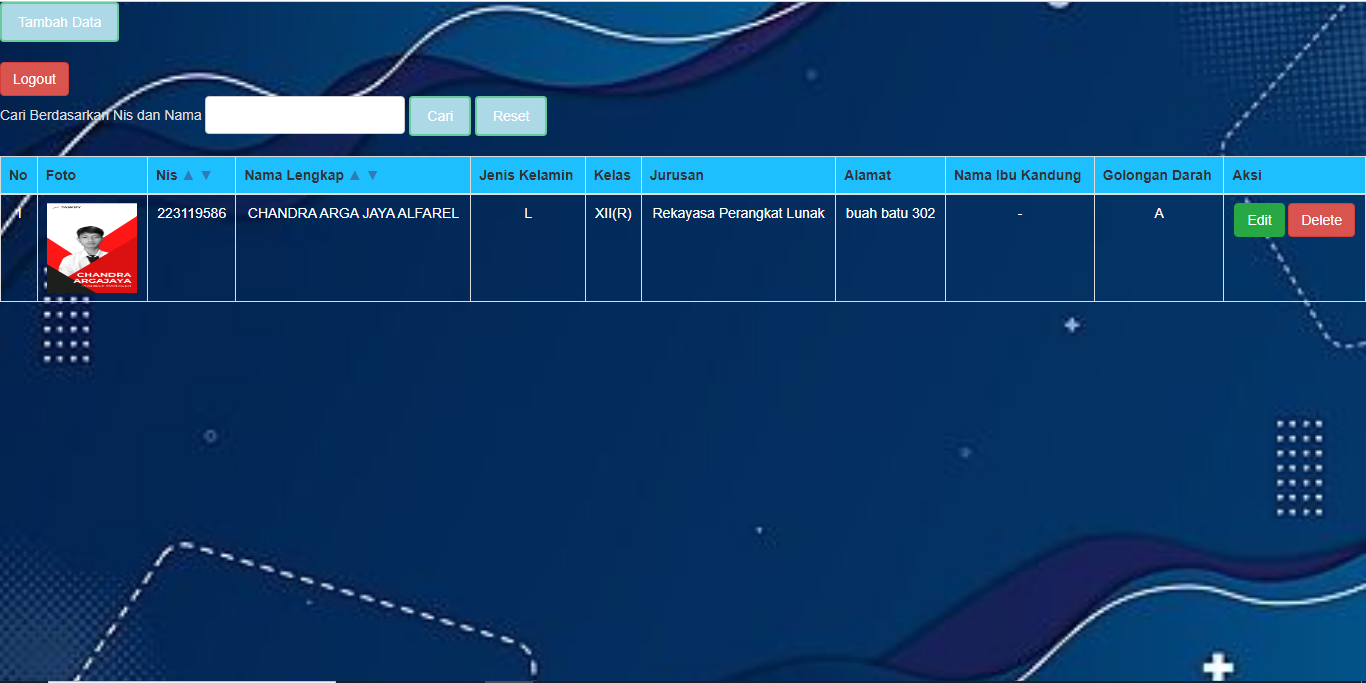 Tambah Data
Logout
Cari Berdasarkan Nis dan Nama Cari Reset
No Foto Nis ▲ ▼ Nama Lengkap ▲ ▼ Jenis Kelamin Kelas Jurusan Alamat Nama Ibu Kandung Golongan Darah Aksi
1 223119586 CHANDRA ARGA JAYA ALFAREL L XII(R) Rekayasa Perangkat Lunak buah batu 302 - A Edit Delete
CHANDRA
ARGAJAYA